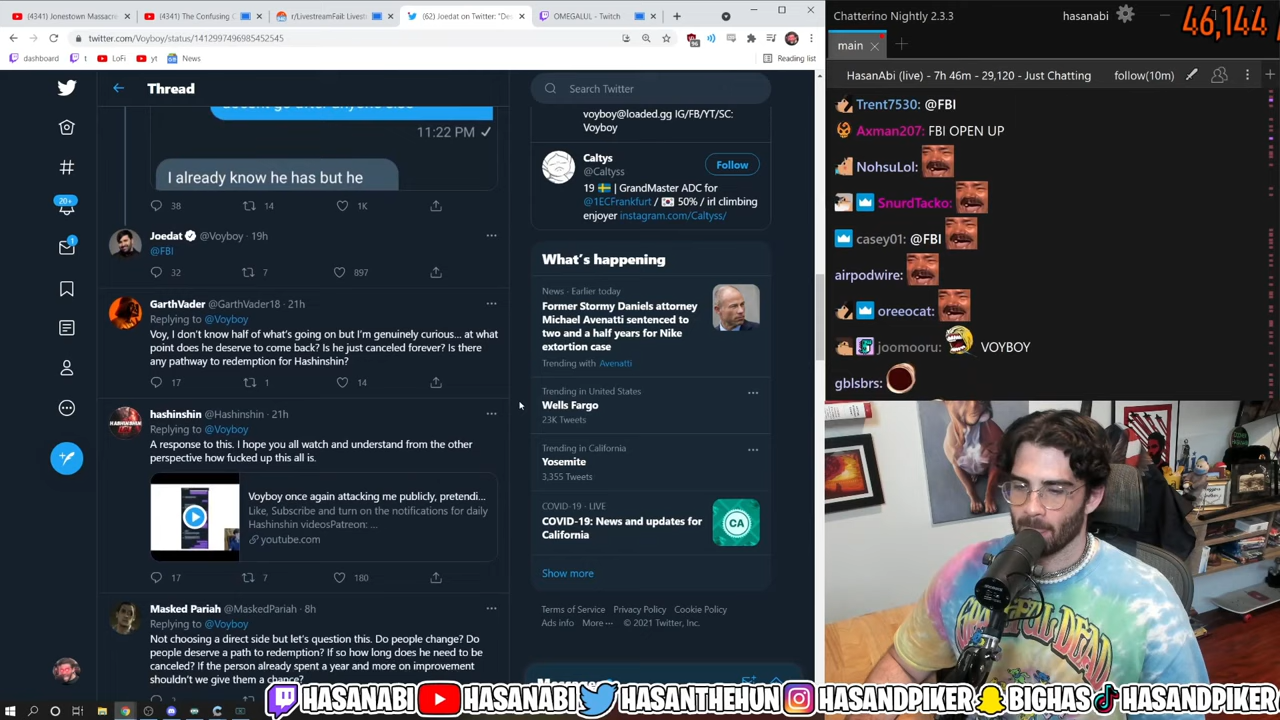 (4341) Jonestown Massacre
(4341) The Confusing C
r/LivestreamFail: Livest
(62) Joedat on Twitter: "Des
OMEGALUL - Twitch
twitter.com/Voyboy/status/1412997496985452545
dashboard
t
LoFi
yt
News
Reading list
Thread
11:22 PM
I already know he has but he
38
14
1K
Joedat @Voyboy · 19h
@FBI
32
7
897
GarthVader @GarthVader18 · 21h
Replying to @Voyboy
Voy, I don't know half of what's going on but I'm genuinely curious... at what
point does he deserve to come back? Is he just canceled forever? Is there
any pathway to redemption for Hashinshin?
17
1
14
hashinshin @Hashinshin · 21h
Replying to @Voyboy
A response to this. I hope you all watch and understand from the other
perspective how fucked up this all is.
Voyboy once again attacking me publicly, pretendi...
Like, Subscribe and turn on the notifications for daily
Hashinshin videosPatreon: ...
youtube.com
17
7
180
Masked Pariah @MaskedPariah · 8h
Replying to @Voyboy
Not choosing a direct side but let's question this. Do people change? Do
people deserve a path to redemption? If so how long does he need to be
canceled? If the person already spent a year and more on improvement
shouldn't we give them a chance?
20+
1
Search Twitter
voyboy@loaded.gg IG/FB/YT/SC:
Voyboy
Caltys
@Caltyss
Follow
19 🇸🇪 | GrandMaster ADC for
@1ECFrankfurt / 🇰🇷 50% / irl climbing
enjoyer instagram.com/Caltyss/
What's happening
News · Earlier today
Former Stormy Daniels attorney
Michael Avenatti sentenced to
two and a half years for Nike
extortion case
Trending with Avenatti
Trending in United States
Wells Fargo
23K Tweets
Trending in California
Yosemite
3,355 Tweets
COVID-19 · LIVE
COVID-19: News and updates for
California
CA
Show more
Terms of Service Privacy Policy Cookie Policy
Ads info More ··· © 2021 Twitter, Inc.
Chatterino Nightly 2.3.3
hasanabi
46,144
main
HasanAbi (live) - 7h 46m - 29,120 - Just Chatting
follow(10m)
Trent7530: @FBI
Axman207: FBI OPEN UP
NohsuLol:
SnurdTacko:
casey01: @FBI
airpodwire:
oreeocat:
joomooru: VOYBOY
gblsbrs:
GRATEFUL DEAD
HASANABI HASANABI HASANTHEHUN HASANDPIKER BIGHAS HASANDPIKER